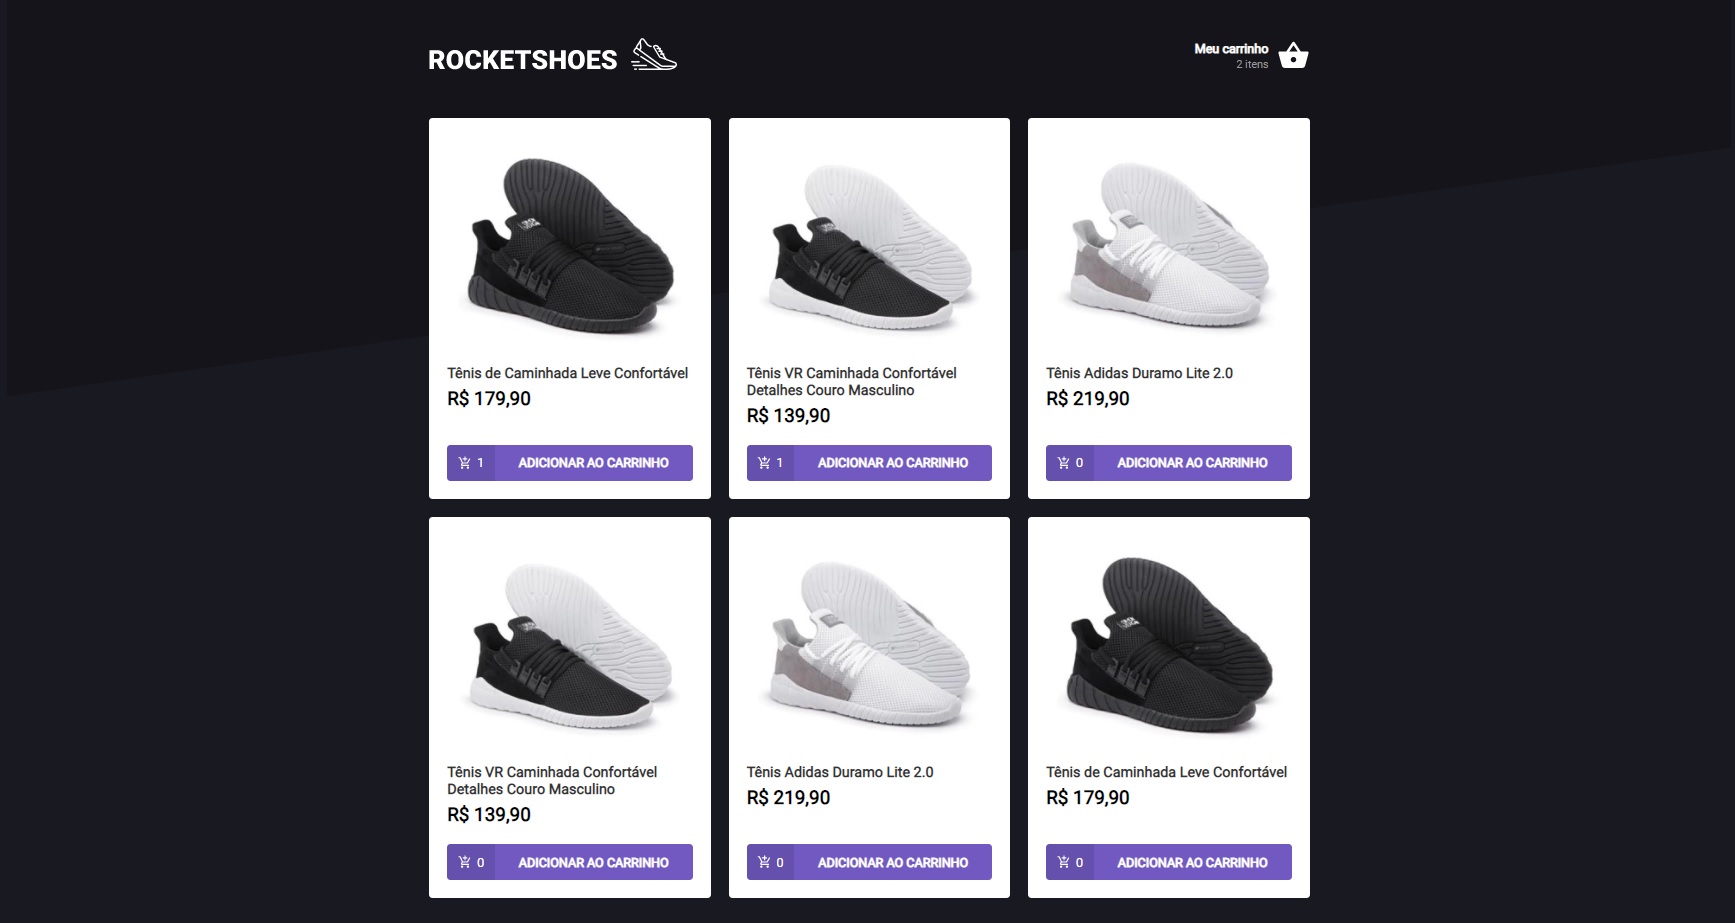 ROCKETSHOES
Meu carrinho
2 itens
Tênis de Caminhada Leve Confortável
R$ 179,90
1 ADICIONAR AO CARRINHO
Tênis VR Caminhada Confortável
Detalhes Couro Masculino
R$ 139,90
1 ADICIONAR AO CARRINHO
Tênis Adidas Duramo Lite 2.0
R$ 219,90
0 ADICIONAR AO CARRINHO
Tênis VR Caminhada Confortável
Detalhes Couro Masculino
R$ 139,90
0 ADICIONAR AO CARRINHO
Tênis Adidas Duramo Lite 2.0
R$ 219,90
0 ADICIONAR AO CARRINHO
Tênis de Caminhada Leve Confortável
R$ 179,90
0 ADICIONAR AO CARRINHO